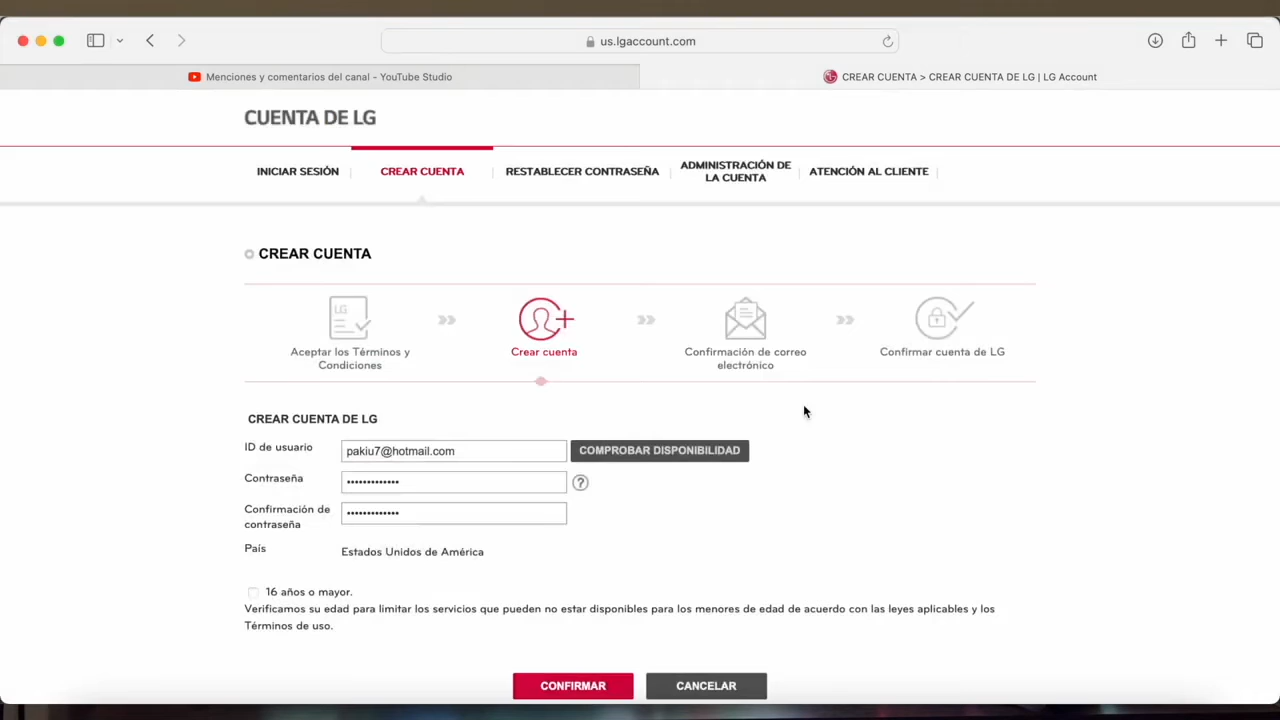 us.lgaccount.com
Menciones y comentarios del canal - YouTube Studio
CREAR CUENTA > CREAR CUENTA DE LG | LG Account
CUENTA DE LG
INICIAR SESIÓN
CREAR CUENTA
RESTABLECER CONTRASEÑA
ADMINISTRACIÓN DE
LA CUENTA
ATENCIÓN AL CLIENTE
CREAR CUENTA
LG
Aceptar los Términos y
Condiciones
Crear cuenta
Confirmación de correo
electrónico
Confirmar cuenta de LG
CREAR CUENTA DE LG
ID de usuario
pakiu7@hotmail.com
COMPROBAR DISPONIBILIDAD
Contraseña
•••••••••••••
?
Confirmación de
contraseña
•••••••••••••
País
Estados Unidos de América
16 años o mayor.
Verificamos su edad para limitar los servicios que pueden no estar disponibles para los menores de edad de acuerdo con las leyes aplicables y los
Términos de uso.
CONFIRMAR
CANCELAR